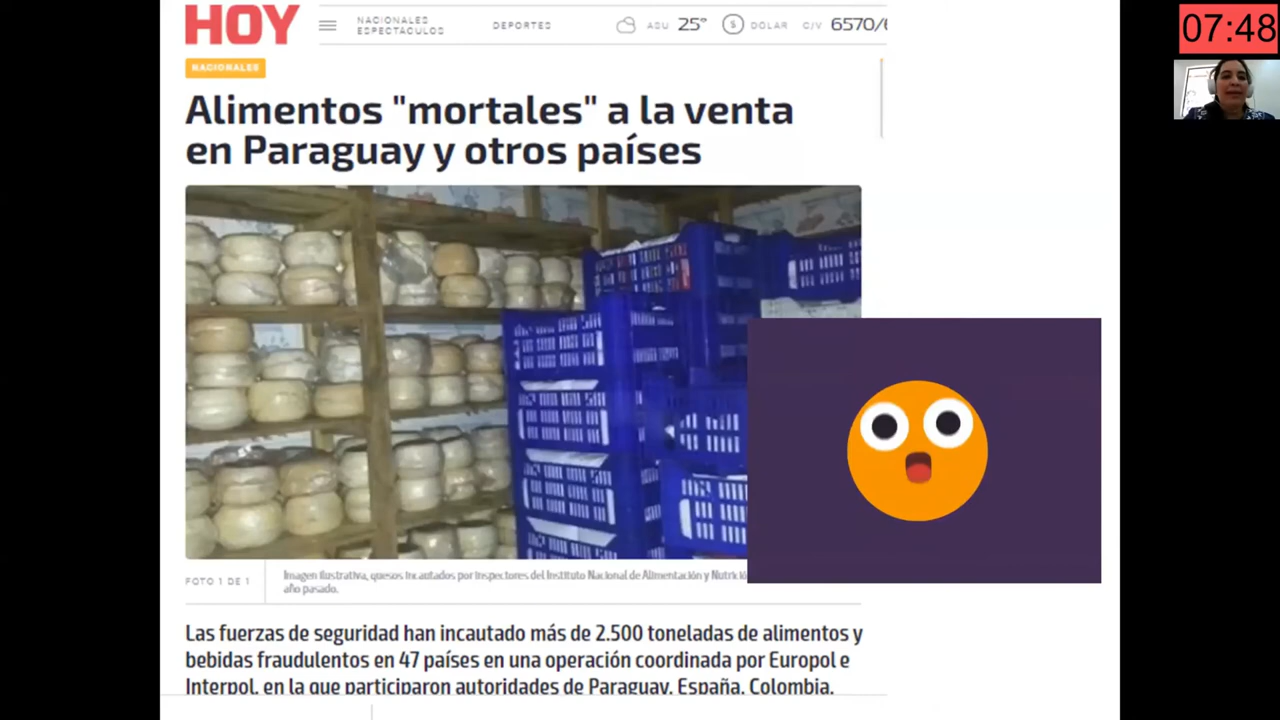 HOY
NACIONALES
ESPECTÁCULOS
DEPORTES
ASU 25° $ DÓLAR C/V 6570/6
07:48
NACIONALES
Alimentos "mortales" a la venta
en Paraguay y otros países
FOTO 1 DE 1
Imagen ilustrativa, quesos incautados por inspectores del Instituto Nacional de Alimentación y
año pasado.
Las fuerzas de seguridad han incautado más de 2.500 toneladas de alimentos y
bebidas fraudulentos en 47 países en una operación coordinada por Europol e
Interpol, en la que participaron autoridades de Paraguay, España, Colombia,